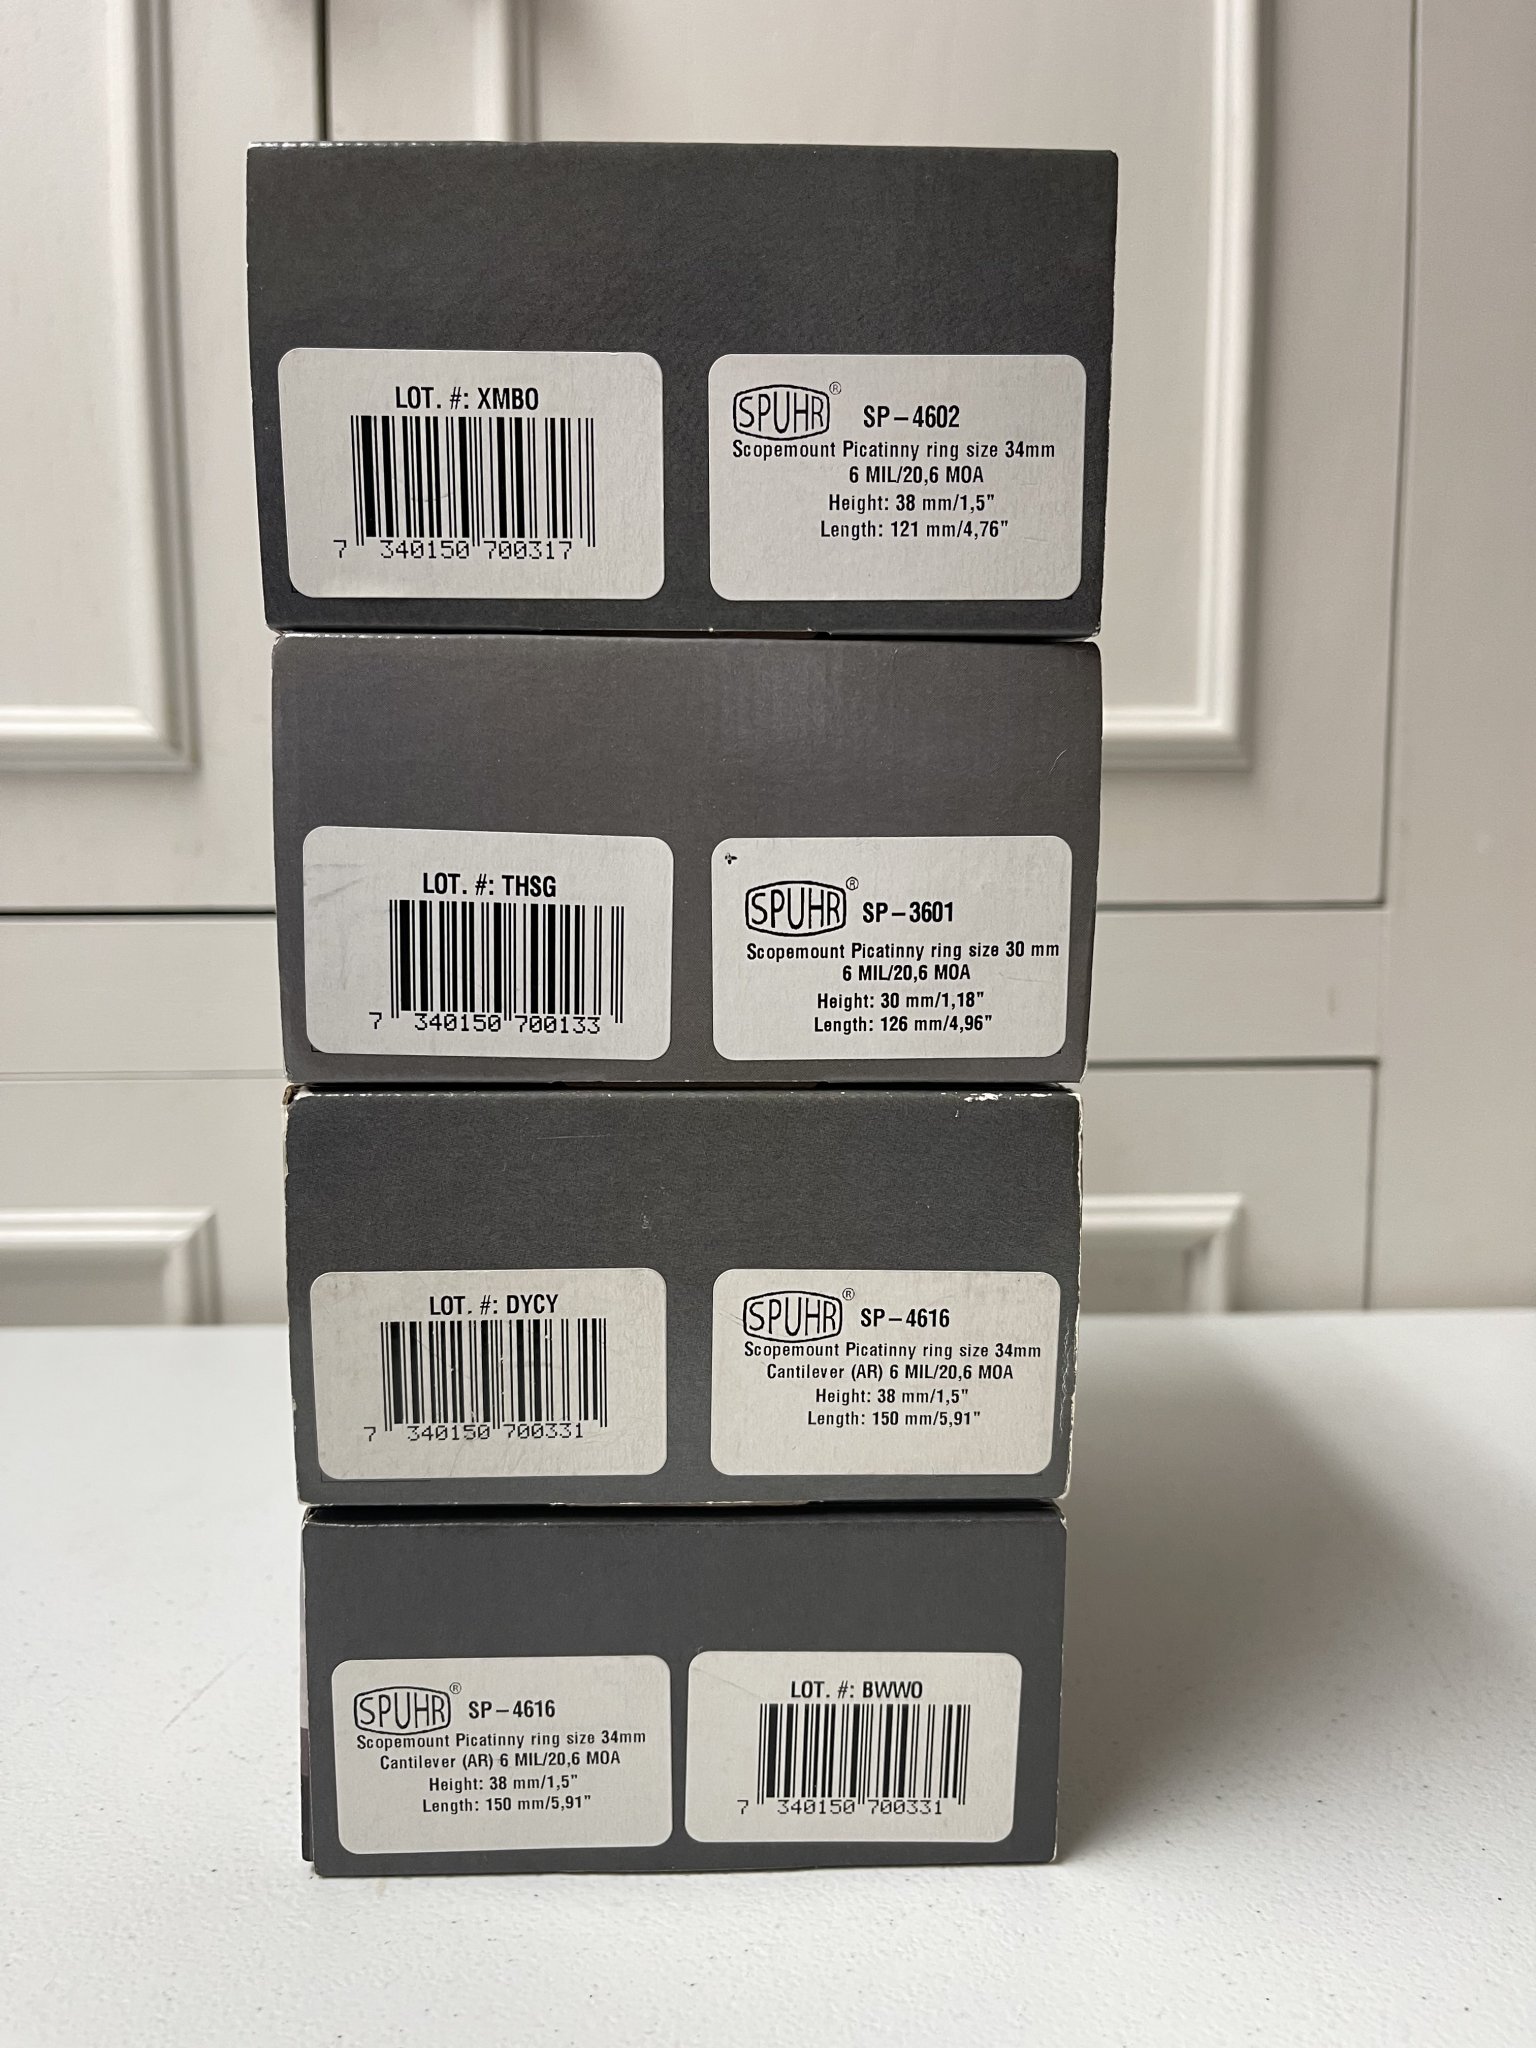 LOT. #: XMBO
7 340150 700317
SPUHR® SP-4602
Scopemount Picatinny ring size 34mm
6 MIL/20,6 MOA
Height: 38 mm/1,5"
Length: 121 mm/4,76"
LOT. #: THSG
7 340150 700133
SPUHR® SP-3601
Scopemount Picatinny ring size 30 mm
6 MIL/20,6 MOA
Height: 30 mm/1,18"
Length: 126 mm/4,96"
LOT. #: DYCY
7 340150 700331
SPUHR® SP-4616
Scopemount Picatinny ring size 34mm
Cantilever (AR) 6 MIL/20,6 MOA
Height: 38 mm/1,5"
Length: 150 mm/5,91"
SPUHR® SP-4616
Scopemount Picatinny ring size 34mm
Cantilever (AR) 6 MIL/20,6 MOA
Height: 38 mm/1,5"
Length: 150 mm/5,91"
LOT. #: BWWO
7 340150 700331